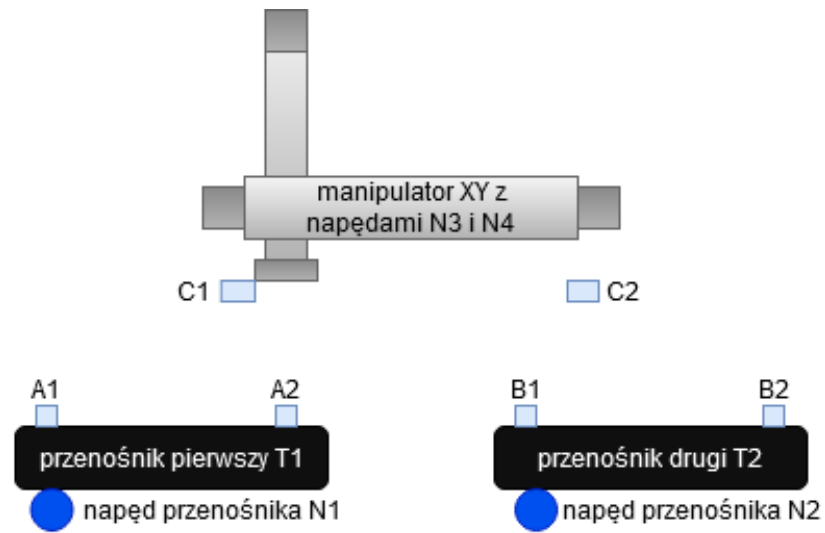 manipulator XY z
napędami N3 i N4
C1
C2
A1
A2
B1
B2
przenośnik pierwszy T1
przenośnik drugi T2
napęd przenośnika N1
napęd przenośnika N2